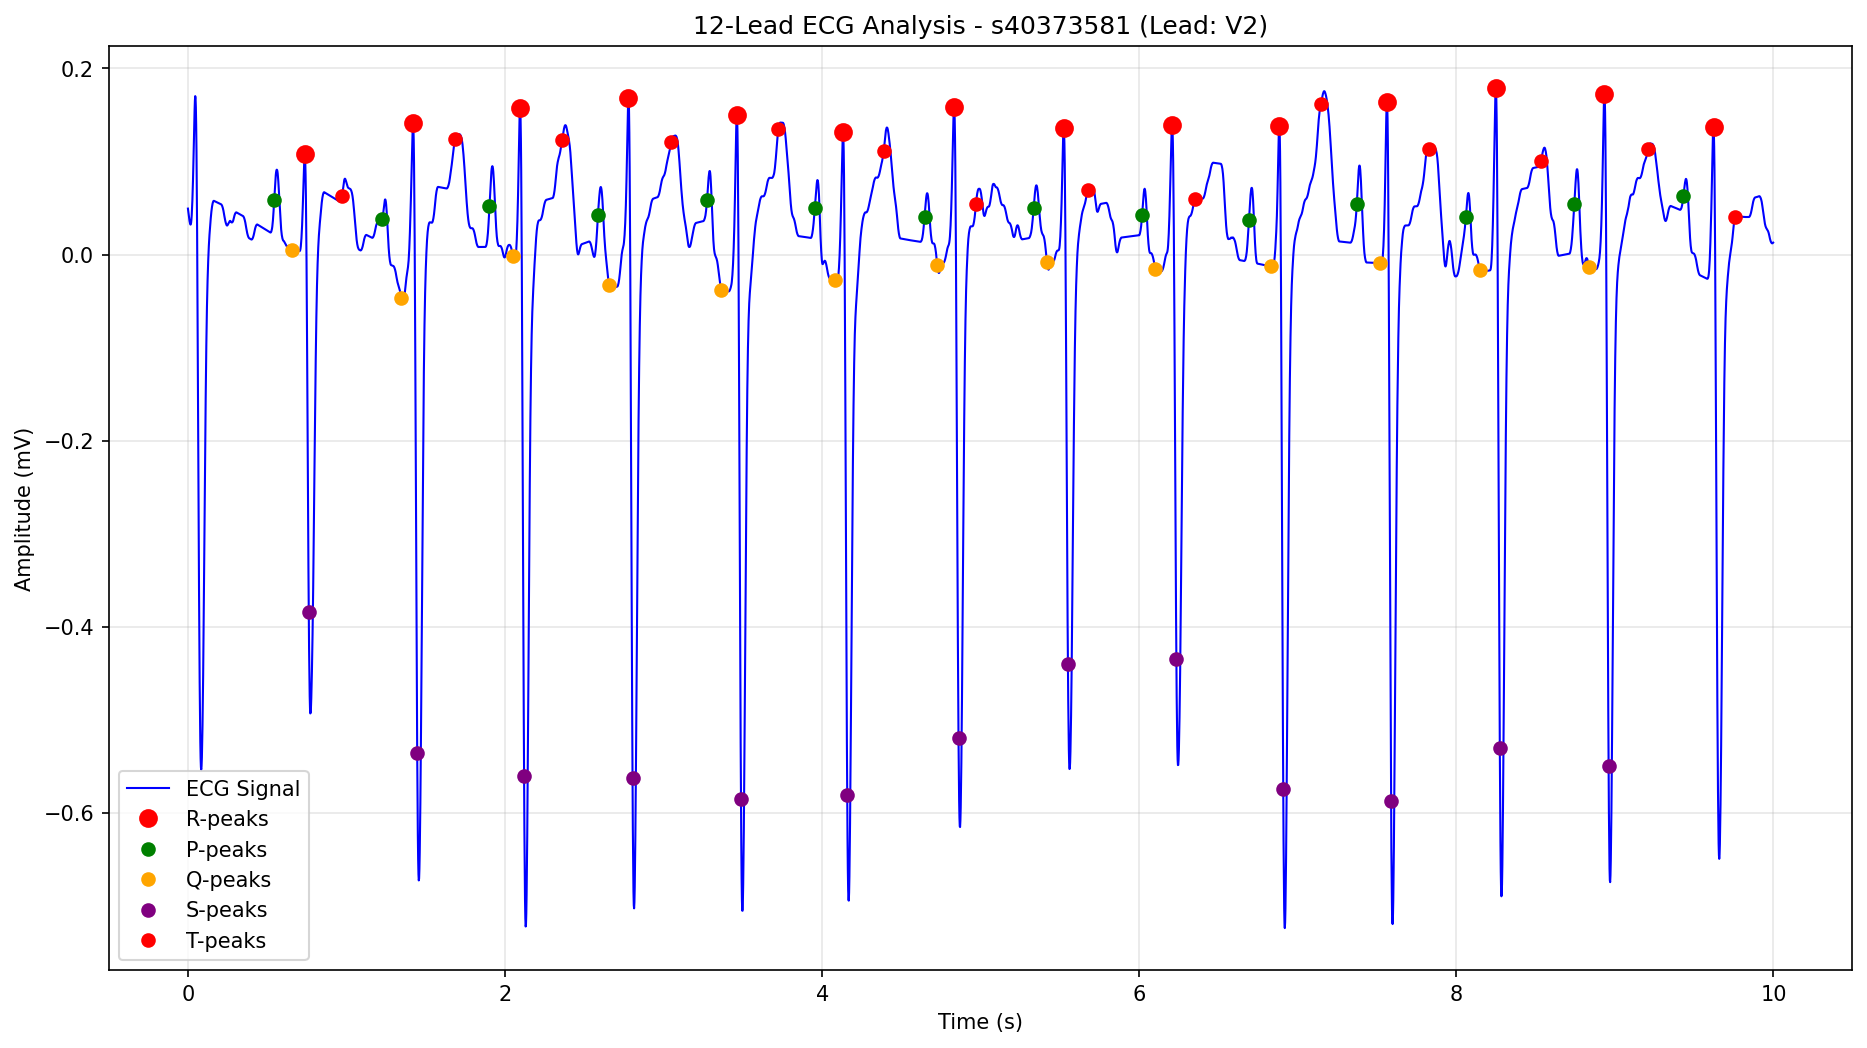 12-Lead ECG Analysis - s40373581 (Lead: V2)
0.2
0.0
−0.2
−0.4
−0.6
Amplitude (mV)
ECG Signal
R-peaks
P-peaks
Q-peaks
S-peaks
T-peaks
0 2 4 6 8 10
Time (s)